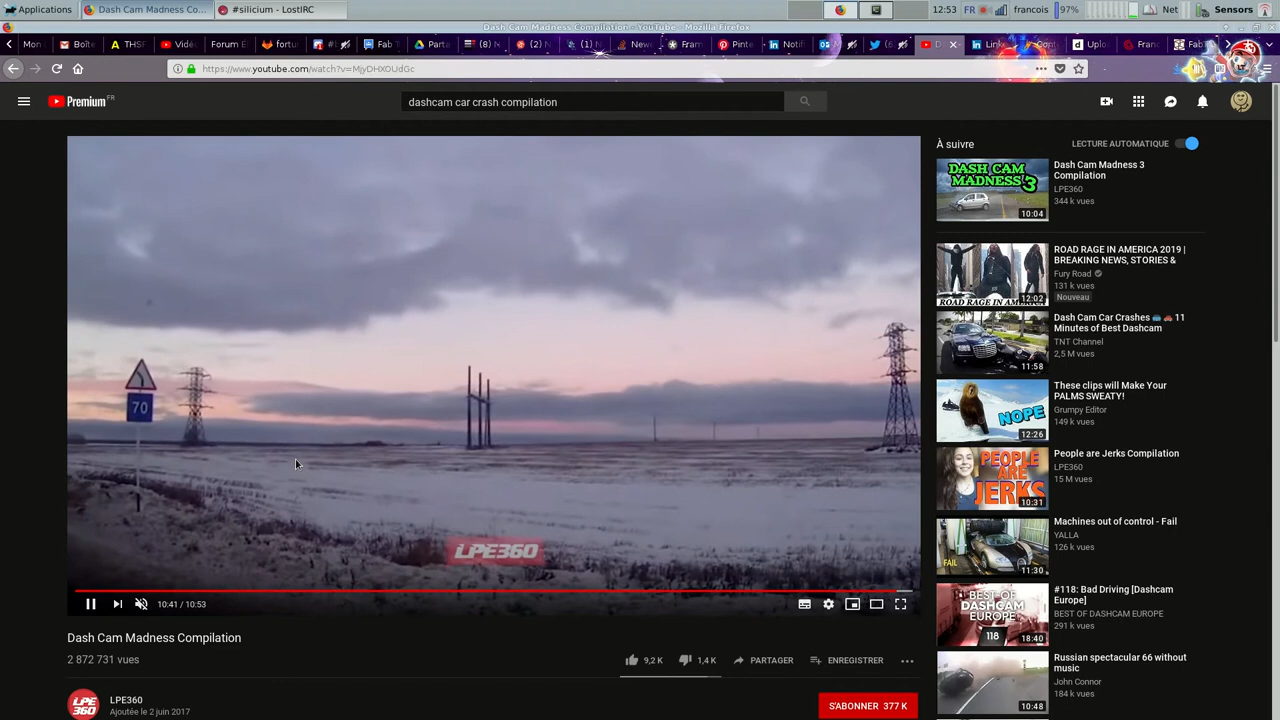 Applications
Dash Cam Madness Co...
#silicium - LostIRC
12:53
FR
francois
97%
Net
Sensors
Dash Cam Madness Compilation - YouTube - Mozilla Firefox
https://www.youtube.com/watch?v=MjyDHXOUdGc
Premium FR
dashcam car crash compilation
70
LPE360
10:41 / 10:53
Dash Cam Madness Compilation
2 872 731 vues
9,2 K
1,4 K
PARTAGER
ENREGISTRER
LPE360
LPE360
Ajoutée le 2 juin 2017
S'ABONNER 377 K
À suivre
LECTURE AUTOMATIQUE
DASH CAM
MADNESS 3
10:04
Dash Cam Madness 3
Compilation
LPE360
344 k vues
ROAD RAGE IN AMERICA
12:02
ROAD RAGE IN AMERICA 2019 |
BREAKING NEWS, STORIES &
Fury Road
131 k vues
Nouveau
11:58
Dash Cam Car Crashes 🚙 🚗 11
Minutes of Best Dashcam
TNT Channel
2,5 M vues
NOPE
12:26
These clips will Make Your
PALMS SWEATY!
Grumpy Editor
149 k vues
PEOPLE
ARE
JERKS
10:31
People are Jerks Compilation
LPE360
15 M vues
FAIL
11:30
Machines out of control - Fail
YALLA
126 k vues
BEST OF
DASHCAM
EUROPE
118
18:40
#118: Bad Driving [Dashcam
Europe]
BEST OF DASHCAM EUROPE
291 k vues
10:48
Russian spectacular 66 without
music
John Connor
184 k vues